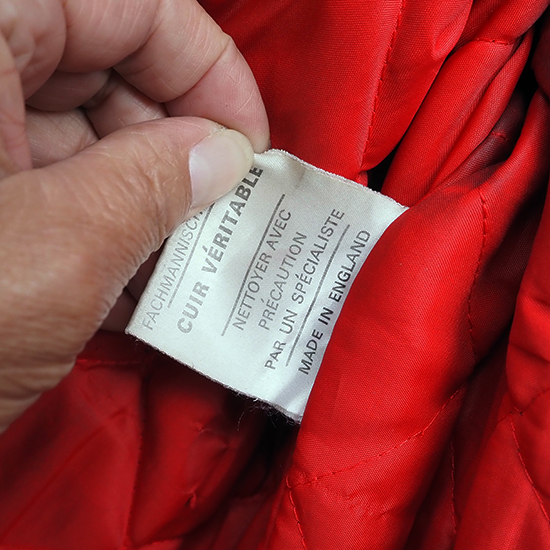 FACHMANNISCH
CUIR VÉRITABLE
NETTOYER AVEC
PRÉCAUTION
PAR UN SPÉCIALISTE
MADE IN ENGLAND